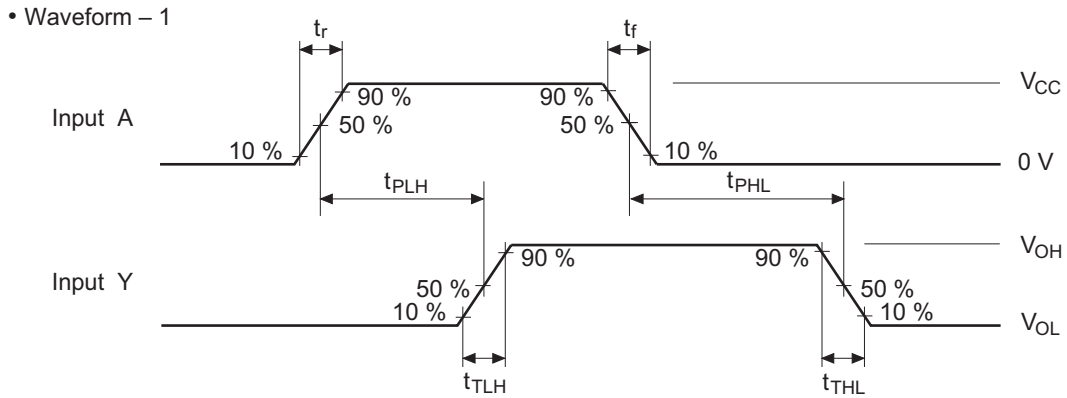 • Waveform – 1
tr
tf
VCC
90 %
90 %
Input A
50 %
50 %
10 %
10 %
0 V
tPLH
tPHL
VOH
90 %
90 %
Input Y
50 %
50 %
10 %
10 %
VOL
tTLH
tTHL